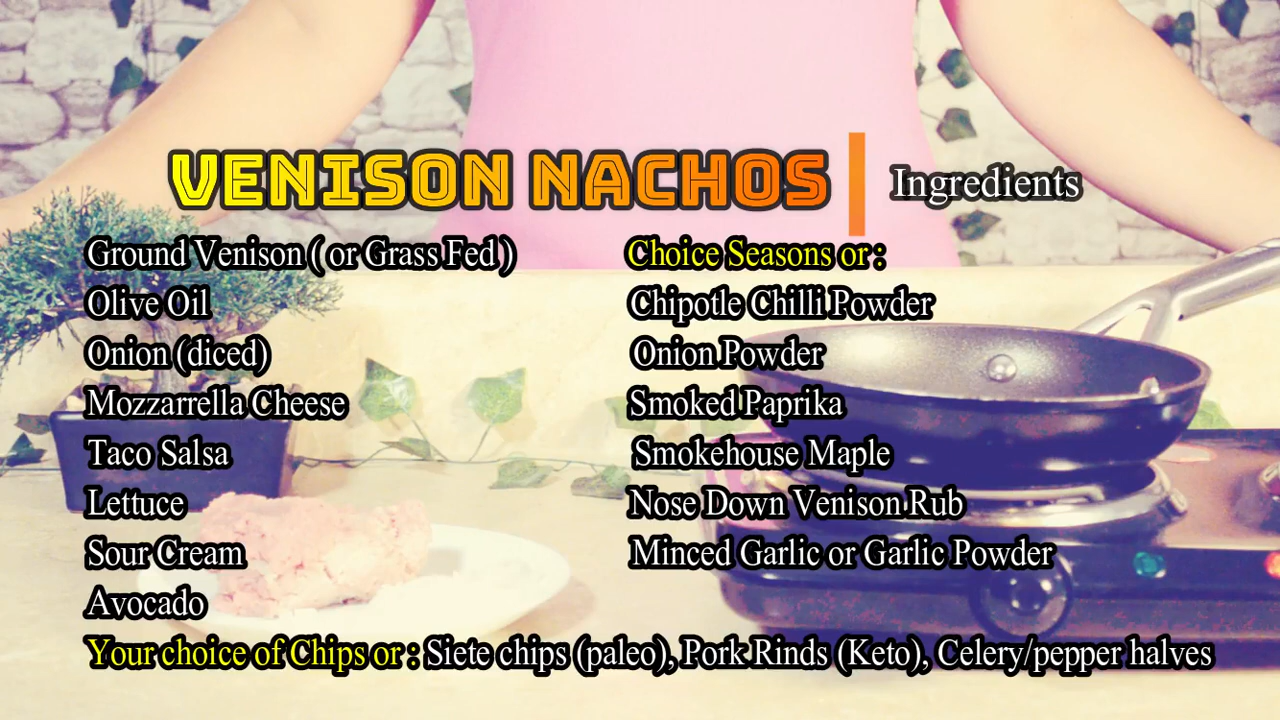 VENISON NACHOS | Ingredients
Ground Venison ( or Grass Fed )
Olive Oil
Onion (diced)
Mozzarrella Cheese
Taco Salsa
Lettuce
Sour Cream
Avocado
Choice Seasons or :
Chipotle Chilli Powder
Onion Powder
Smoked Paprika
Smokehouse Maple
Nose Down Venison Rub
Minced Garlic or Garlic Powder
Your choice of Chips or : Siete chips (paleo), Pork Rinds (Keto), Celery/pepper halves